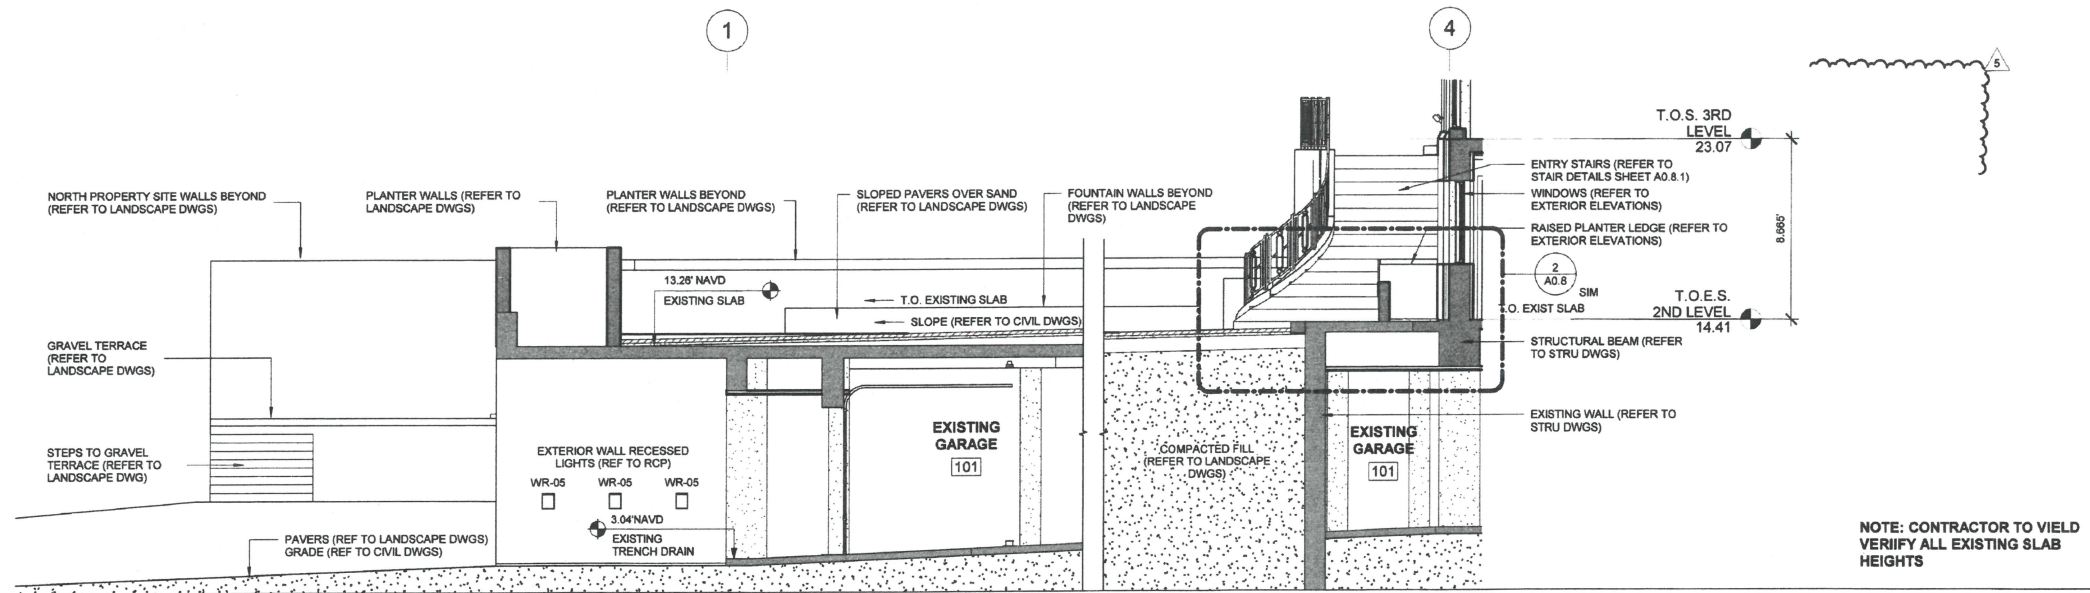 1
4
5
T.O.S. 3RD
LEVEL
23.07
ENTRY STAIRS (REFER TO
STAIR DETAILS SHEET A0.8.1)
WINDOWS (REFER TO
EXTERIOR ELEVATIONS)
RAISED PLANTER LEDGE (REFER TO
EXTERIOR ELEVATIONS)
8.665'
2
A0.8
SIM
T.O. EXIST SLAB
T.O.E.S.
2ND LEVEL
14.41
STRUCTURAL BEAM (REFER
TO STRU DWGS)
EXISTING WALL (REFER TO
STRU DWGS)
NORTH PROPERTY SITE WALLS BEYOND
(REFER TO LANDSCAPE DWGS)
PLANTER WALLS (REFER TO
LANDSCAPE DWGS)
PLANTER WALLS BEYOND
(REFER TO LANDSCAPE DWGS)
SLOPED PAVERS OVER SAND
(REFER TO LANDSCAPE DWGS)
FOUNTAIN WALLS BEYOND
(REFER TO LANDSCAPE
DWGS)
13.26' NAVD
EXISTING SLAB
T.O. EXISTING SLAB
SLOPE (REFER TO CIVIL DWGS)
GRAVEL TERRACE
(REFER TO
LANDSCAPE DWGS)
STEPS TO GRAVEL
TERRACE (REFER TO
LANDSCAPE DWG)
EXTERIOR WALL RECESSED
LIGHTS (REF TO RCP)
WR-05
WR-05
WR-05
3.04'NAVD
EXISTING
TRENCH DRAIN
EXISTING
GARAGE
101
COMPACTED FILL
(REFER TO LANDSCAPE
DWGS)
EXISTING
GARAGE
101
PAVERS (REF TO LANDSCAPE DWGS)
GRADE (REF TO CIVIL DWGS)
NOTE: CONTRACTOR TO VIELD
VERIIFY ALL EXISTING SLAB
HEIGHTS